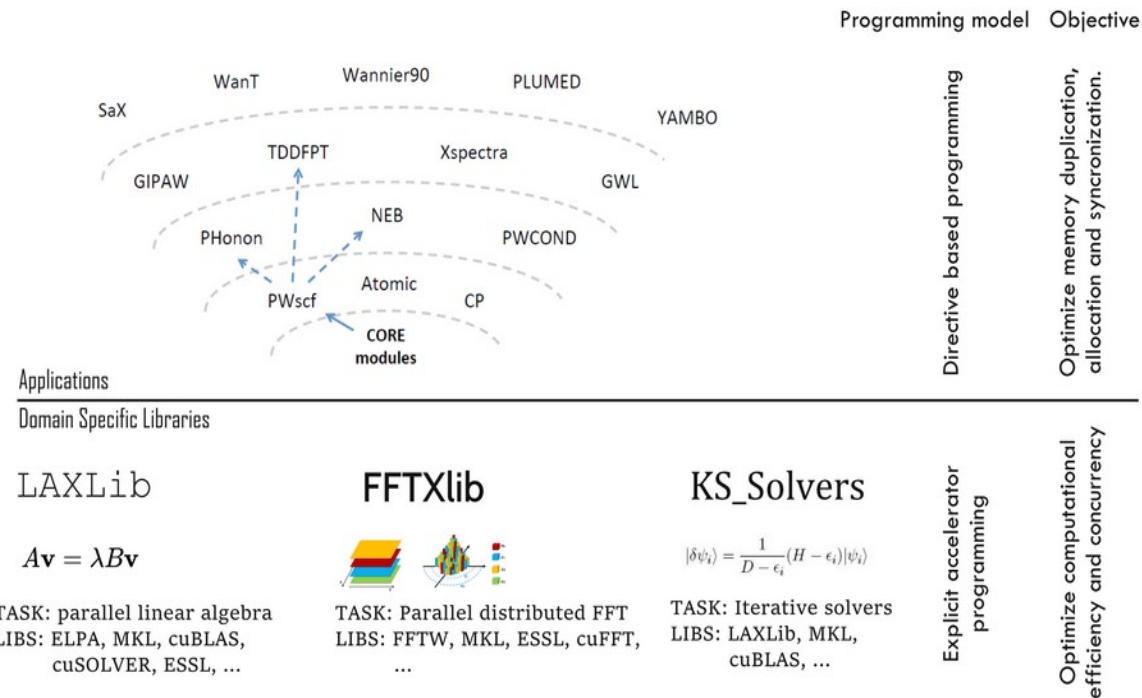 Programming model Objective
Wannier90
WanT
PLUMED
SaX
YAMBO
TDDFPT
Xspectra
GIPAW
GWL
NEB
PHonon
PWCOND
Atomic
PWscf
CP
CORE
modules
Directive based programming
Optimize memory duplication,
allocation and syncronization.
Applications
Domain Specific Libraries
LAXLib
Av = λBv
TASK: parallel linear algebra
LIBS: ELPA, MKL, cuBLAS,
cuSOLVER, ESSL, ...
FFTXlib
TASK: Parallel distributed FFT
LIBS: FFTW, MKL, ESSL, cuFFT,
...
KS_Solvers
|δψᵢ⟩ = 1/(D − ϵᵢ) (H − ϵᵢ)|ψᵢ⟩
TASK: Iterative solvers
LIBS: LAXLib, MKL,
cuBLAS, ...
Explicit accelerator
programming
Optimize computational
efficiency and concurrency